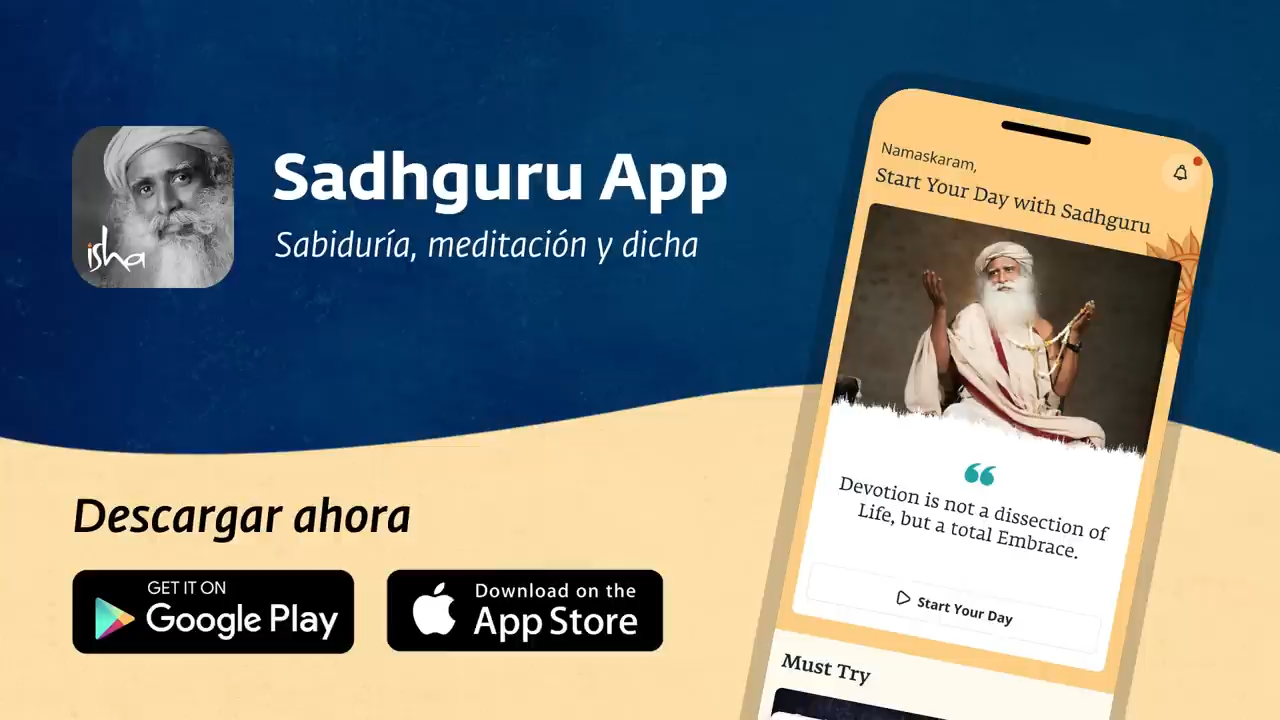 isha
Sadhguru App
Sabiduría, meditación y dicha
Descargar ahora
GET IT ON
Google Play
Download on the
App Store
Namaskaram,
Start Your Day with Sadhguru
“
Devotion is not a dissection of
Life, but a total Embrace.
Start Your Day
Must Try